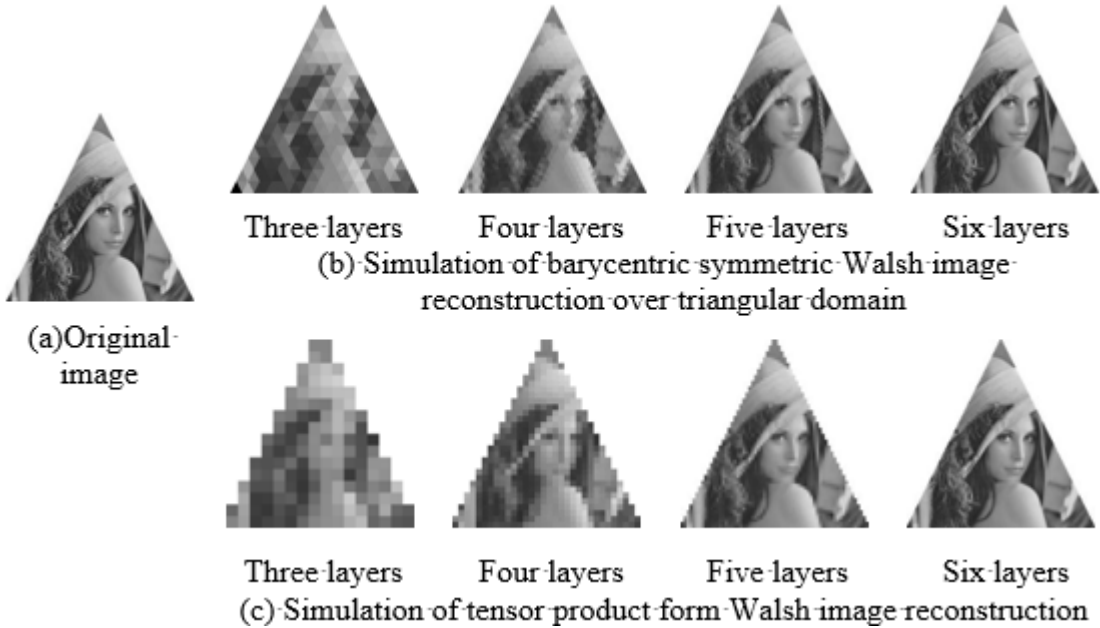 Three layers Four layers Five layers Six layers
(b) Simulation of barycentric symmetric Walsh image
reconstruction over triangular domain
(a)Original
image
Three layers Four layers Five layers Six layers
(c) Simulation of tensor product form Walsh image reconstruction